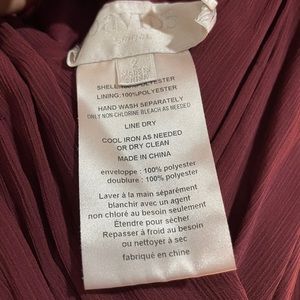 2
MADE IN
CHINA
SHELL:100%POLYESTER
LINING:100%POLYESTER
HAND WASH SEPARATELY
ONLY NON CHLORINE BLEACH AS NEEDED
LINE DRY
COOL IRON AS NEEDED
OR DRY CLEAN
MADE IN CHINA
enveloppe : 100% polyester
doublure : 100% polyester
Laver à la main séparément
blanchir avec un agent
non chloré au besoin seulement
Étendre pour sécher
Repasser à froid au besoin
ou nettoyer à sec
fabriqué en chine